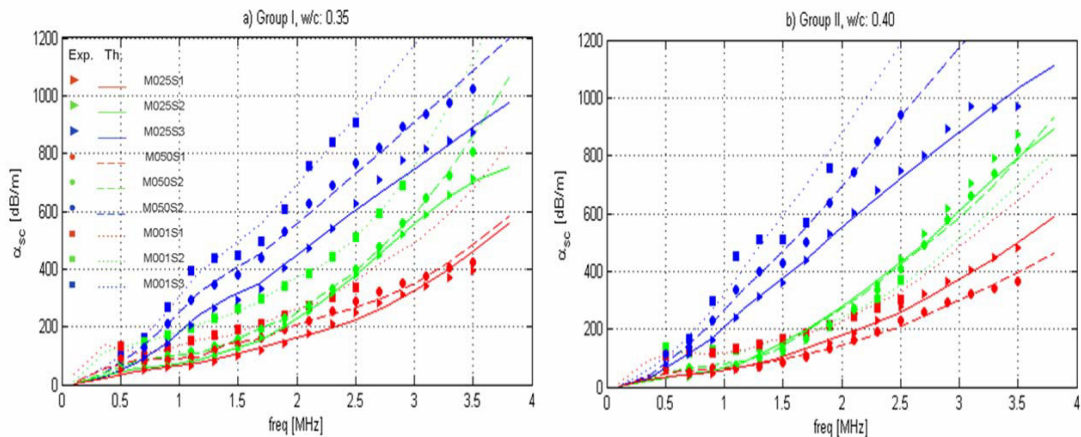 a) Group I, w/c: 0.35
1200
1000
800
600
400
200
0
αsc [dB/m]
Exp. Th.
M025S1
M025S2
M025S3
M050S1
M050S2
M050S2
M001S1
M001S2
M001S3
0 0.5 1 1.5 2 2.5 3 3.5 4
freq [MHz]
b) Group II, w/c: 0.40
1200
1000
800
600
400
200
0
αsc [dB/m]
0 0.5 1 1.5 2 2.5 3 3.5 4
freq [MHz]